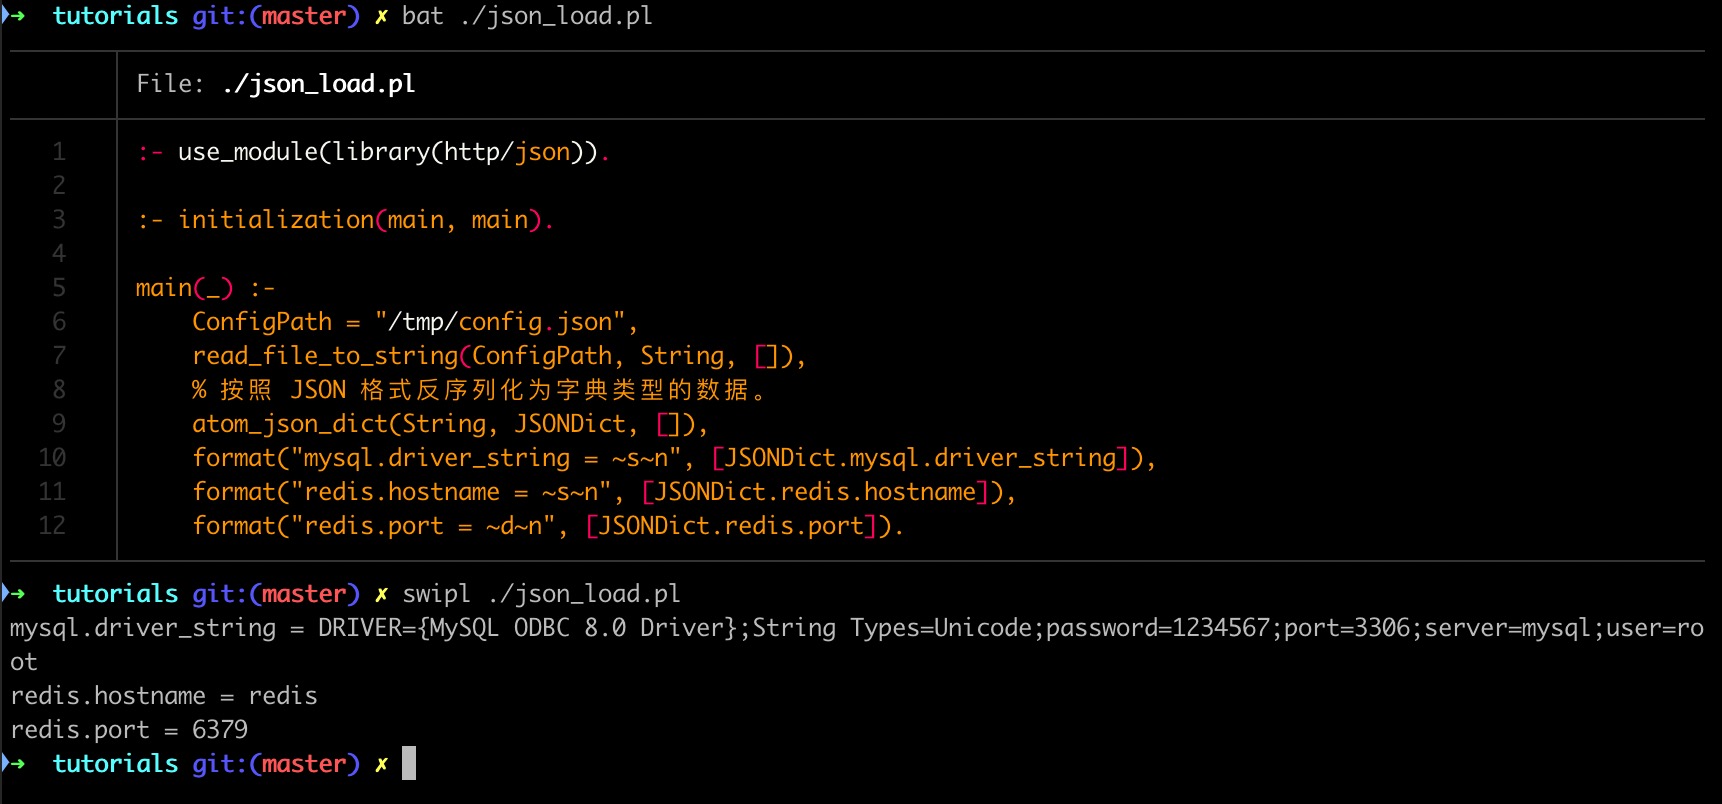 ➜ tutorials git:(master) ✗ bat ./json_load.pl
File: ./json_load.pl
1 :- use_module(library(http/json)).
2
3 :- initialization(main, main).
4
5 main(_) :-
6     ConfigPath = "/tmp/config.json",
7     read_file_to_string(ConfigPath, String, []),
8     % 按照 JSON 格式反序列化为字典类型的数据。
9     atom_json_dict(String, JSONDict, []),
10     format("mysql.driver_string = ~s~n", [JSONDict.mysql.driver_string]),
11     format("redis.hostname = ~s~n", [JSONDict.redis.hostname]),
12     format("redis.port = ~d~n", [JSONDict.redis.port]).
➜ tutorials git:(master) ✗ swipl ./json_load.pl
mysql.driver_string = DRIVER={MySQL ODBC 8.0 Driver};String Types=Unicode;password=1234567;port=3306;server=mysql;user=ro
ot
redis.hostname = redis
redis.port = 6379
➜ tutorials git:(master) ✗